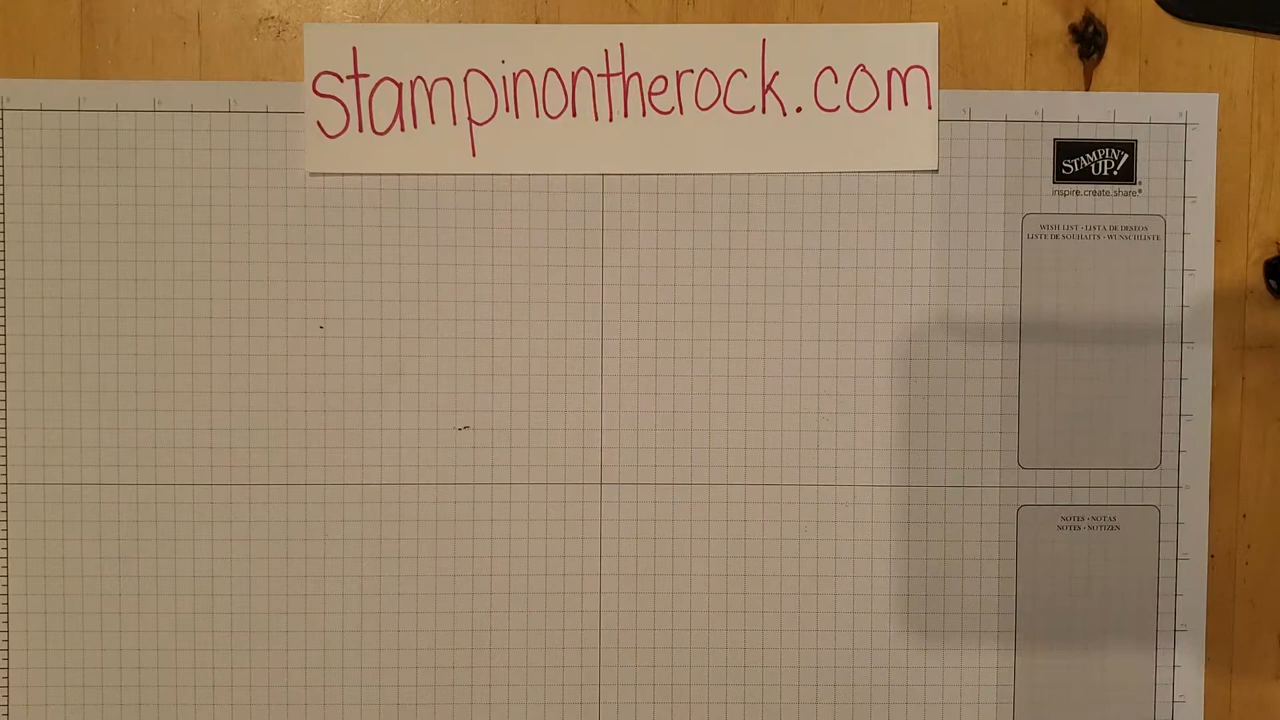 stampinontherock.com
STAMPIN' UP!®
inspire.create.share.®
WISH LIST • LISTA DE DESEOS
LISTE DE SOUHAITS • WUNSCHLISTE
NOTES • NOTAS
NOTES • NOTIZEN